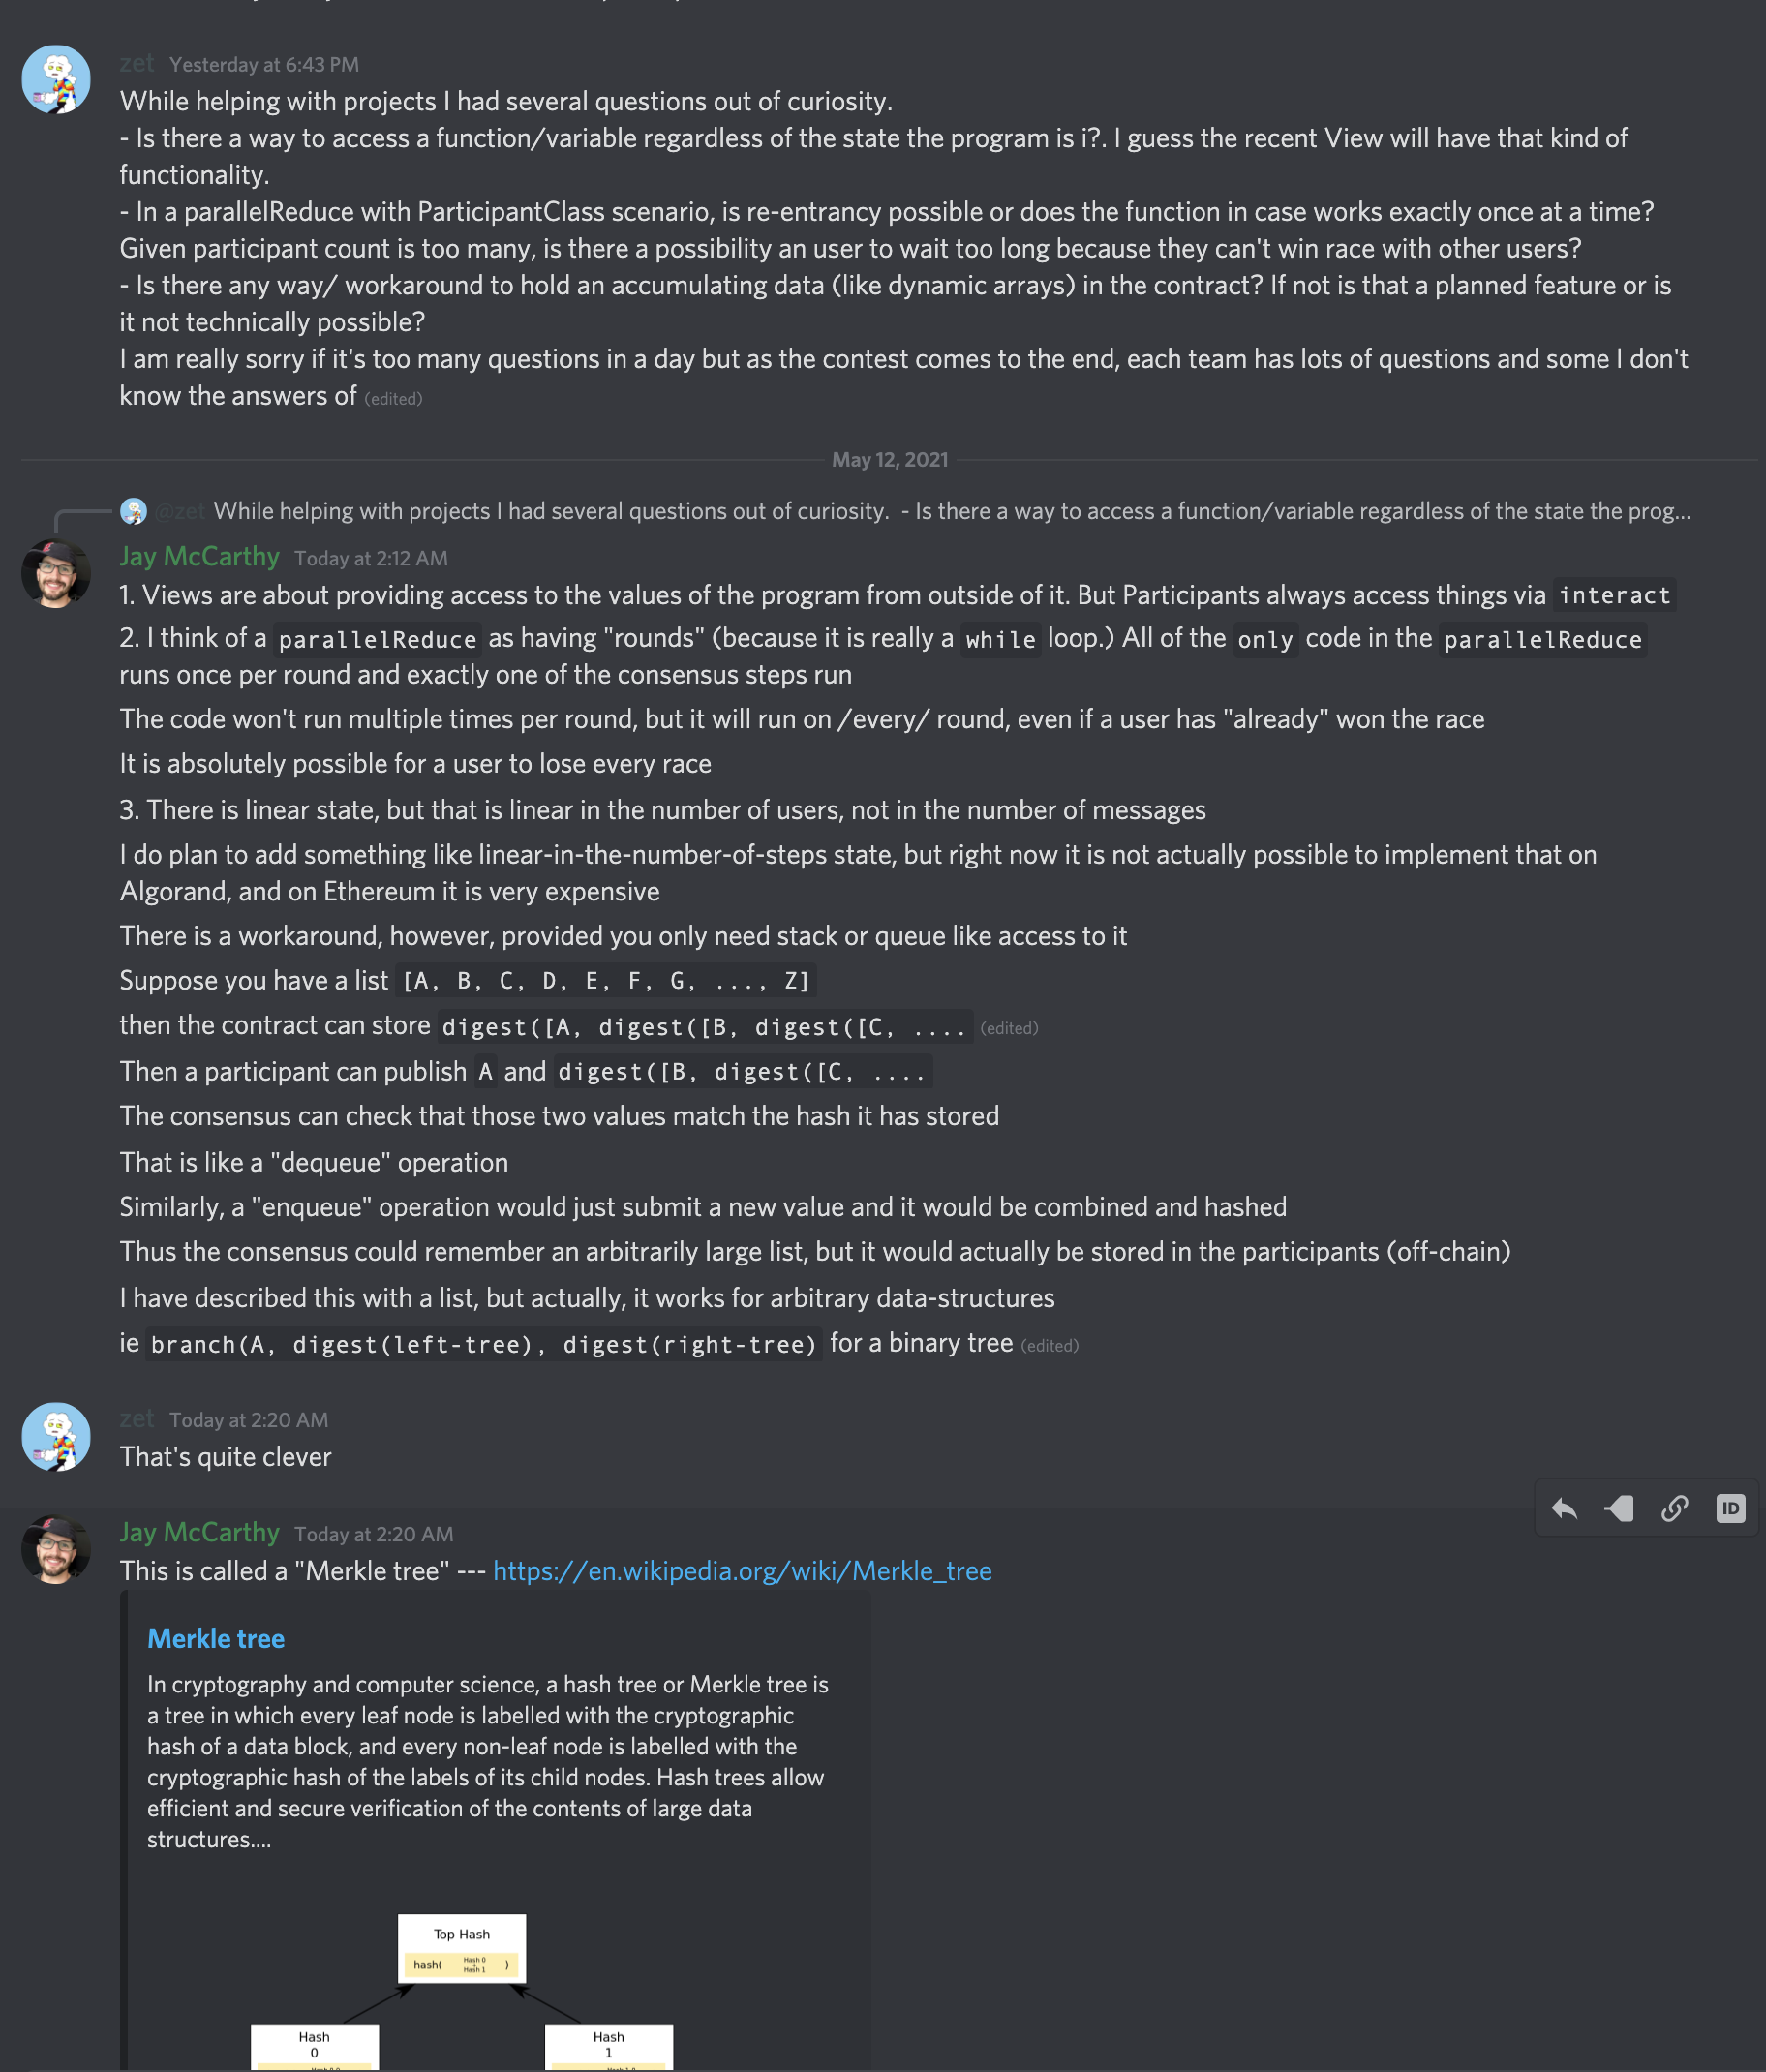 zet Yesterday at 6:43 PM
While helping with projects I had several questions out of curiosity.
- Is there a way to access a function/variable regardless of the state the program is i?. I guess the recent View will have that kind of
functionality.
- In a parallelReduce with ParticipantClass scenario, is re-entrancy possible or does the function in case works exactly once at a time?
Given participant count is too many, is there a possibility an user to wait too long because they can't win race with other users?
- Is there any way/ workaround to hold an accumulating data (like dynamic arrays) in the contract? If not is that a planned feature or is
it not technically possible?
I am really sorry if it's too many questions in a day but as the contest comes to the end, each team has lots of questions and some I don't
know the answers of (edited)
May 12, 2021
@zet While helping with projects I had several questions out of curiosity. - Is there a way to access a function/variable regardless of the state the prog...
Jay McCarthy Today at 2:12 AM
1. Views are about providing access to the values of the program from outside of it. But Participants always access things via interact
2. I think of a parallelReduce as having "rounds" (because it is really a while loop.) All of the only code in the parallelReduce
runs once per round and exactly one of the consensus steps run
The code won't run multiple times per round, but it will run on /every/ round, even if a user has "already" won the race
It is absolutely possible for a user to lose every race
3. There is linear state, but that is linear in the number of users, not in the number of messages
I do plan to add something like linear-in-the-number-of-steps state, but right now it is not actually possible to implement that on
Algorand, and on Ethereum it is very expensive
There is a workaround, however, provided you only need stack or queue like access to it
Suppose you have a list [A, B, C, D, E, F, G, ..., Z]
then the contract can store digest([A, digest([B, digest([C, .... (edited)
Then a participant can publish A and digest([B, digest([C, ....
The consensus can check that those two values match the hash it has stored
That is like a "dequeue" operation
Similarly, a "enqueue" operation would just submit a new value and it would be combined and hashed
Thus the consensus could remember an arbitrarily large list, but it would actually be stored in the participants (off-chain)
I have described this with a list, but actually, it works for arbitrary data-structures
ie branch(A, digest(left-tree), digest(right-tree) for a binary tree (edited)
zet Today at 2:20 AM
That's quite clever
ID
Jay McCarthy Today at 2:20 AM
This is called a "Merkle tree" --- https://en.wikipedia.org/wiki/Merkle_tree
Merkle tree
In cryptography and computer science, a hash tree or Merkle tree is
a tree in which every leaf node is labelled with the cryptographic
hash of a data block, and every non-leaf node is labelled with the
cryptographic hash of the labels of its child nodes. Hash trees allow
efficient and secure verification of the contents of large data
structures....
Top Hash
hash( Hash 0 + Hash 1 )
Hash
0
Hash
1